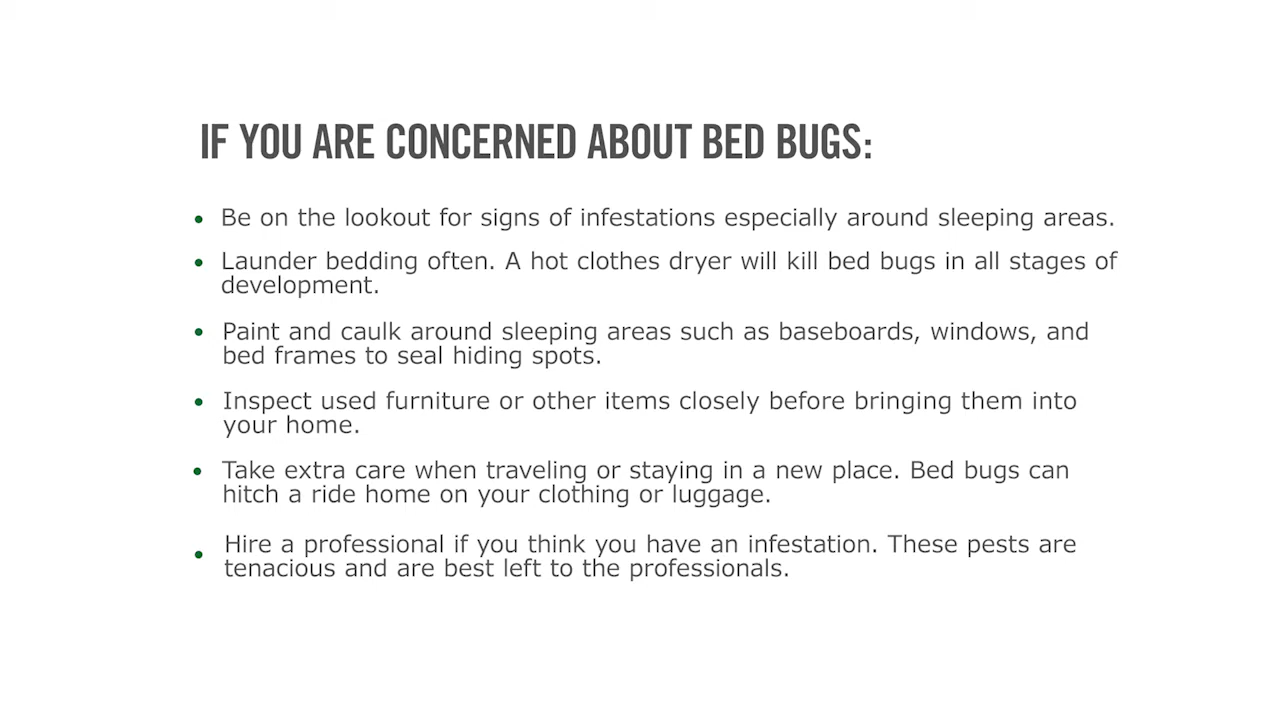 IF YOU ARE CONCERNED ABOUT BED BUGS:
• Be on the lookout for signs of infestations especially around sleeping areas.
• Launder bedding often. A hot clothes dryer will kill bed bugs in all stages of
development.
• Paint and caulk around sleeping areas such as baseboards, windows, and
bed frames to seal hiding spots.
• Inspect used furniture or other items closely before bringing them into
your home.
• Take extra care when traveling or staying in a new place. Bed bugs can
hitch a ride home on your clothing or luggage.
• Hire a professional if you think you have an infestation. These pests are
tenacious and are best left to the professionals.